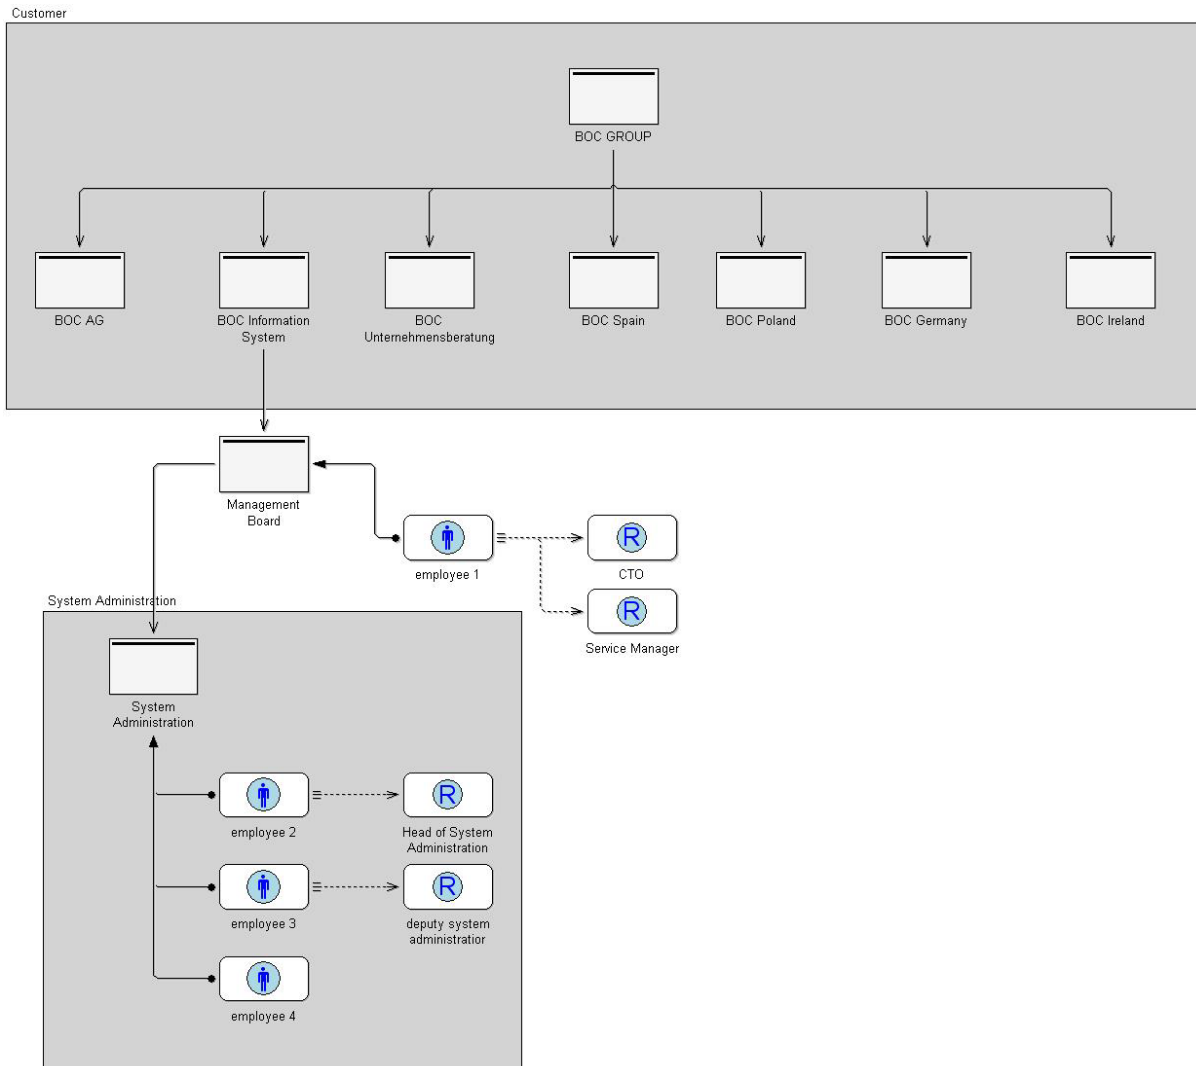 Customer
BOC GROUP
BOC AG
BOC Information
System
BOC
Unternehmensberatung
BOC Spain
BOC Poland
BOC Germany
BOC Ireland
Management
Board
employee 1
R
CTO
R
Service Manager
System Administration
System
Administration
employee 2
R
Head of System
Administration
employee 3
R
deputy system
administratior
employee 4